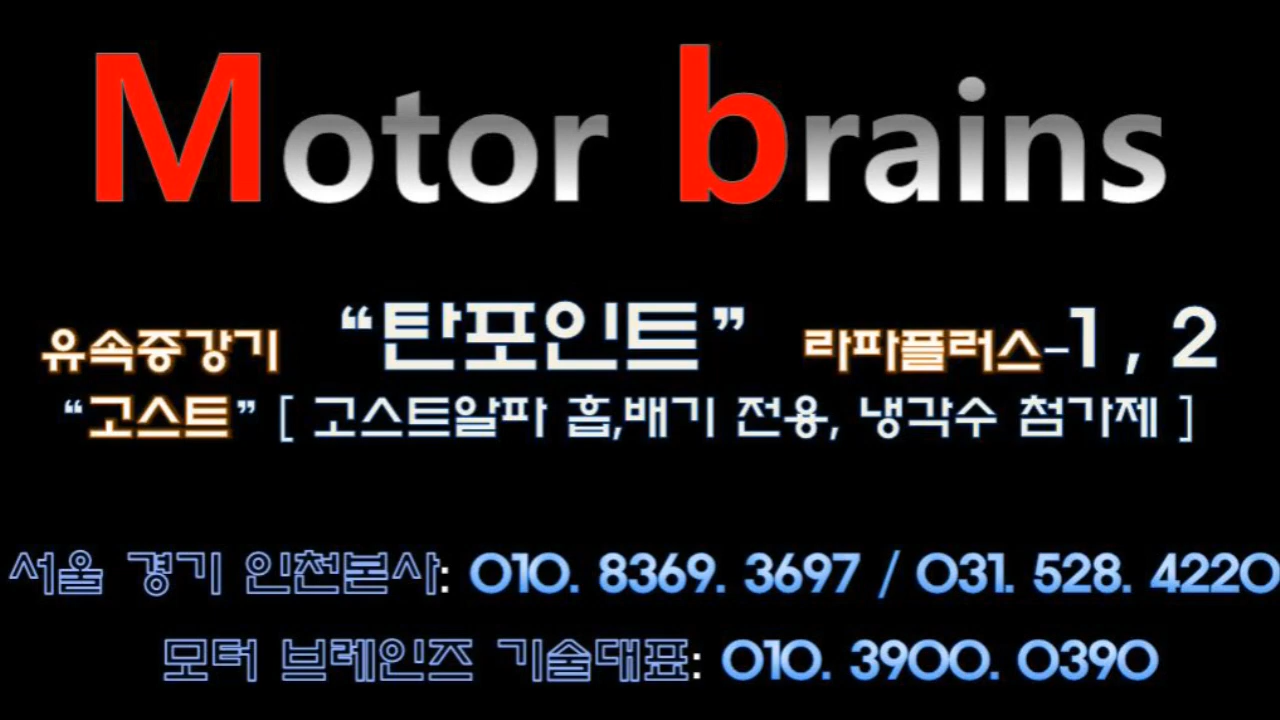 Motor brains
유속증강기 “탄포인트” 라파플러스-1 , 2
“고스트” [ 고스트알파 흡,배기 전용, 냉각수 첨가제 ]
서울 경기 인천본사: 010. 8369. 3697 / 031. 528. 4220
모터 브레인즈 기술대표: 010. 3900. 0390